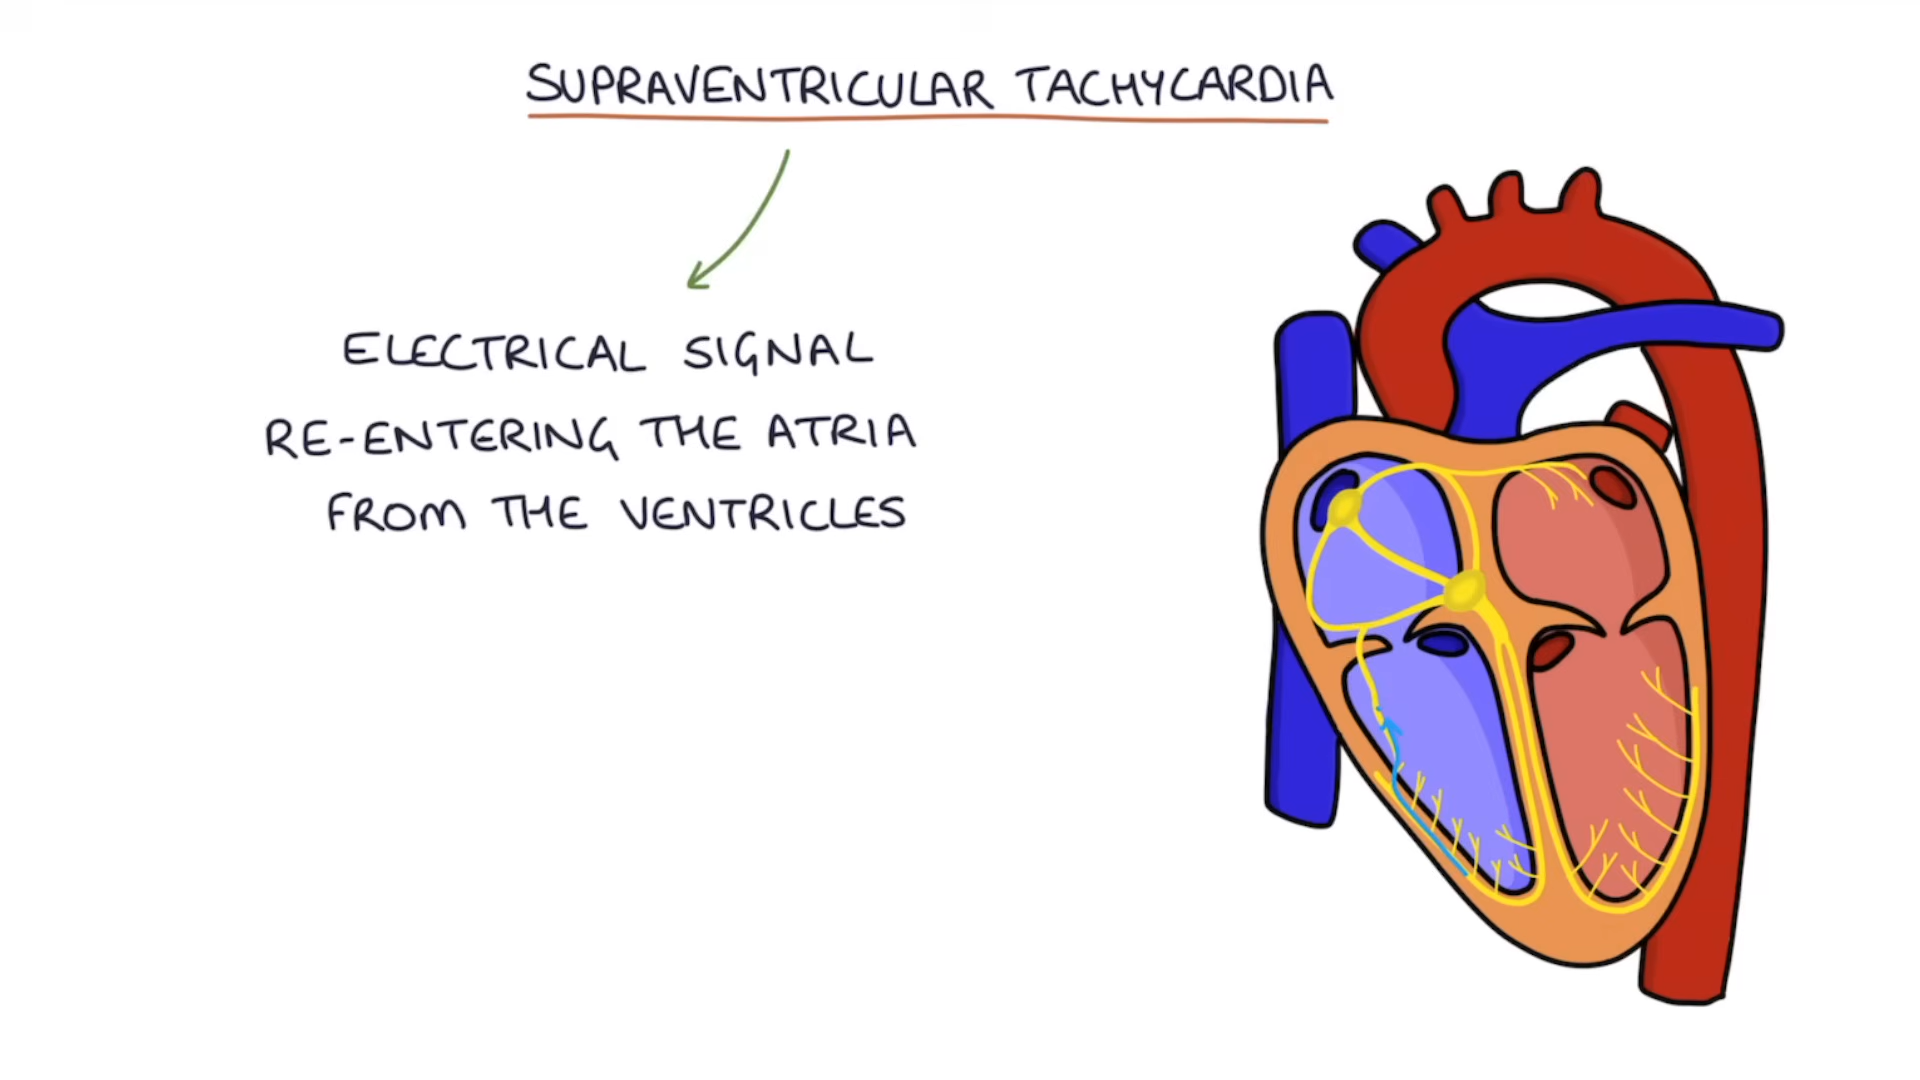 SUPRAVENTRICULAR TACHYCARDIA
ELECTRICAL SIGNAL
RE-ENTERING THE ATRIA
FROM THE VENTRICLES